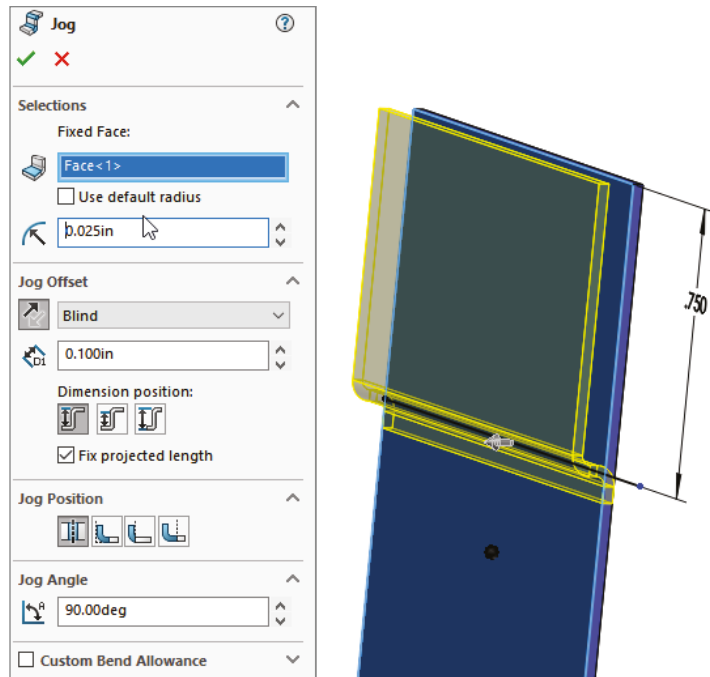 Jog
?
Selections
Fixed Face:
Face<1>
Use default radius
0.025in
Jog Offset
Blind
D1
0.100in
Dimension position:
Fix projected length
Jog Position
Jog Angle
A
90.00deg
Custom Bend Allowance
.750